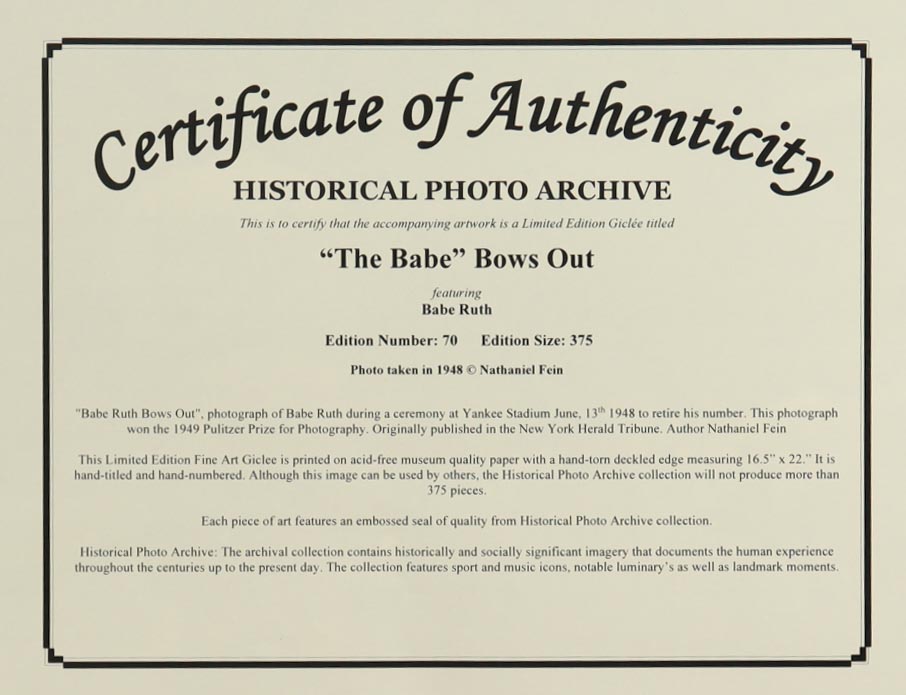 Certificate of Authenticity
HISTORICAL PHOTO ARCHIVE
This is to certify that the accompanying artwork is a Limited Edition Giclée titled
“The Babe” Bows Out
featuring
Babe Ruth
Edition Number: 70 Edition Size: 375
Photo taken in 1948 © Nathaniel Fein
"Babe Ruth Bows Out", photograph of Babe Ruth during a ceremony at Yankee Stadium June, 13th 1948 to retire his number. This photograph
won the 1949 Pulitzer Prize for Photography. Originally published in the New York Herald Tribune. Author Nathaniel Fein
This Limited Edition Fine Art Giclee is printed on acid-free museum quality paper with a hand-torn deckled edge measuring 16.5” x 22.” It is
hand-titled and hand-numbered. Although this image can be used by others, the Historical Photo Archive collection will not produce more than
375 pieces.
Each piece of art features an embossed seal of quality from Historical Photo Archive collection.
Historical Photo Archive: The archival collection contains historically and socially significant imagery that documents the human experience
throughout the centuries up to the present day. The collection features sport and music icons, notable luminary’s as well as landmark moments.